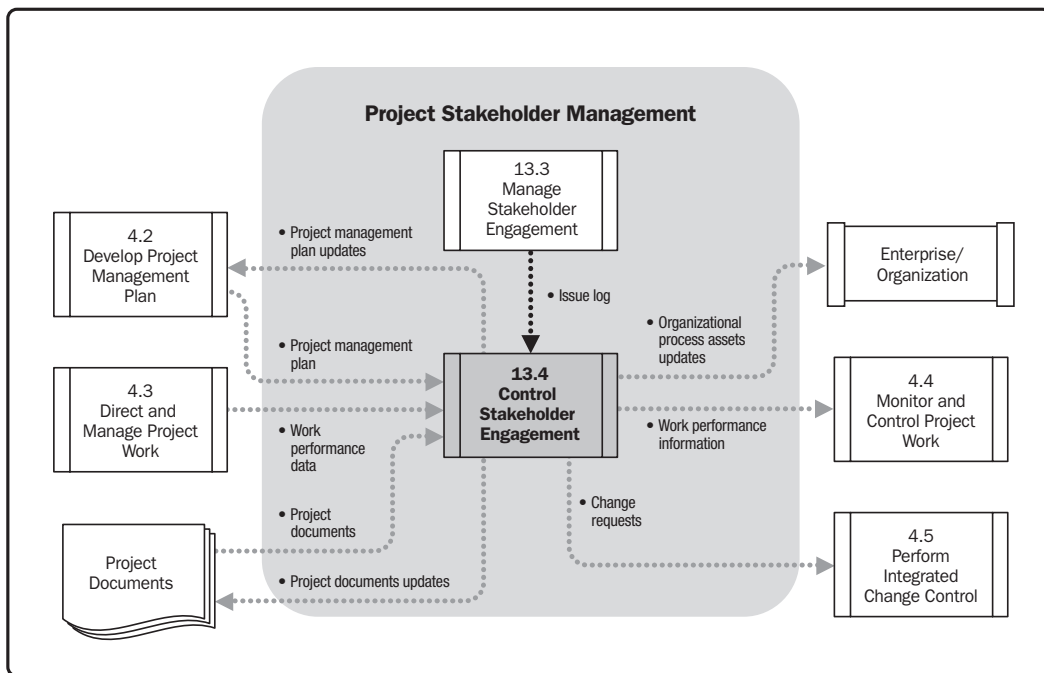 Project Stakeholder Management
13.3
Manage
Stakeholder
Engagement
4.2
Develop Project
Management
Plan
• Project management
plan updates
Enterprise/
Organization
• Issue log
• Organizational
process assets
updates
• Project management
plan
13.4
Control
Stakeholder
Engagement
4.3
Direct and
Manage Project
Work
4.4
Monitor and
Control Project
Work
• Work
performance
data
• Work performance
information
• Change
requests
• Project
documents
Project
Documents
• Project documents updates
4.5
Perform
Integrated
Change Control